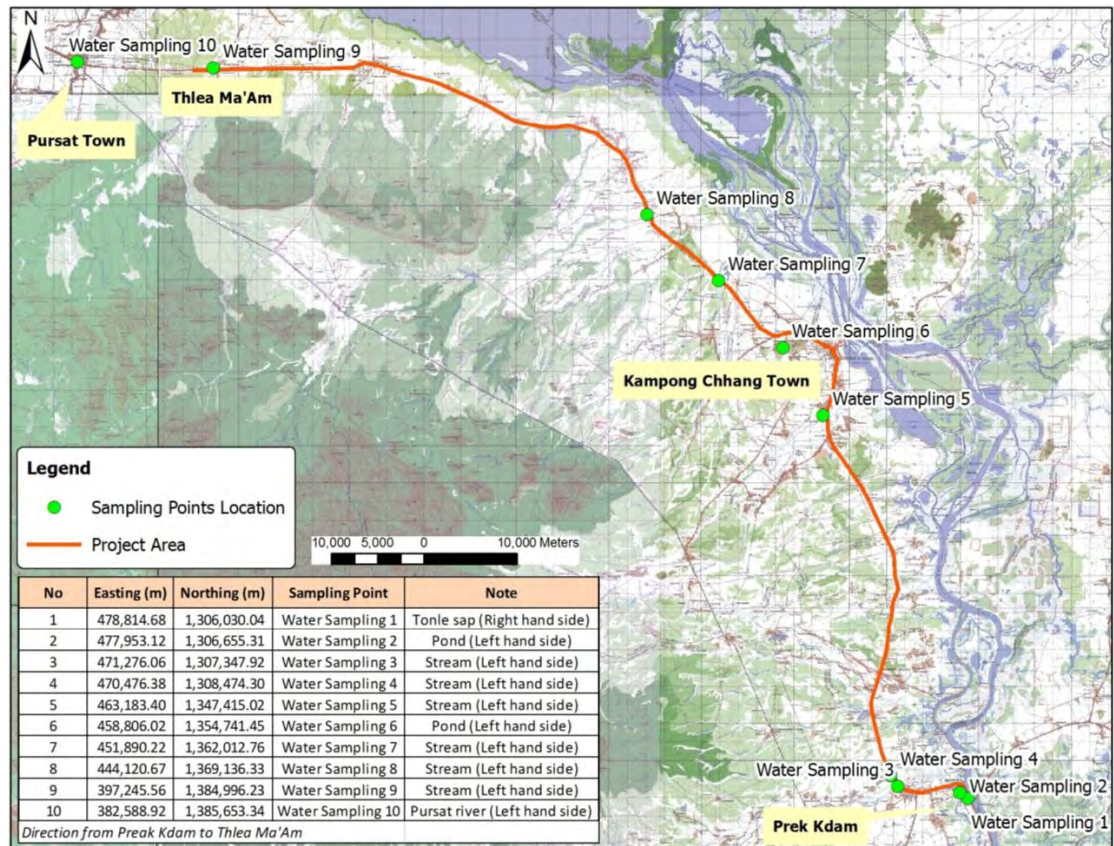 N
Water Sampling 10
Water Sampling 9
Thlea Ma'Am
Pursat Town
Water Sampling 8
Water Sampling 7
Water Sampling 6
Kampong Chhang Town
Water Sampling 5
Water Sampling 4
Water Sampling 3
Water Sampling 2
Prek Kdam
Water Sampling 1
Legend
Sampling Points Location
Project Area
10,000 5,000 0 10,000 Meters
No Easting (m) Northing (m) Sampling Point Note
1 478,814.68 1,306,030.04 Water Sampling 1 Tonle sap (Right hand side)
2 477,953.12 1,306,655.31 Water Sampling 2 Pond (Left hand side)
3 471,276.06 1,307,347.92 Water Sampling 3 Stream (Left hand side)
4 470,476.38 1,308,474.30 Water Sampling 4 Stream (Left hand side)
5 463,183.40 1,347,415.02 Water Sampling 5 Stream (Left hand side)
6 458,806.02 1,354,741.45 Water Sampling 6 Pond (Left hand side)
7 451,890.22 1,362,012.76 Water Sampling 7 Stream (Left hand side)
8 444,120.67 1,369,136.33 Water Sampling 8 Stream (Left hand side)
9 397,245.56 1,384,996.23 Water Sampling 9 Stream (Left hand side)
10 382,588.92 1,385,653.34 Water Sampling 10 Pursat river (Left hand side)
Direction from Preak Kdam to Thlea Ma'Am